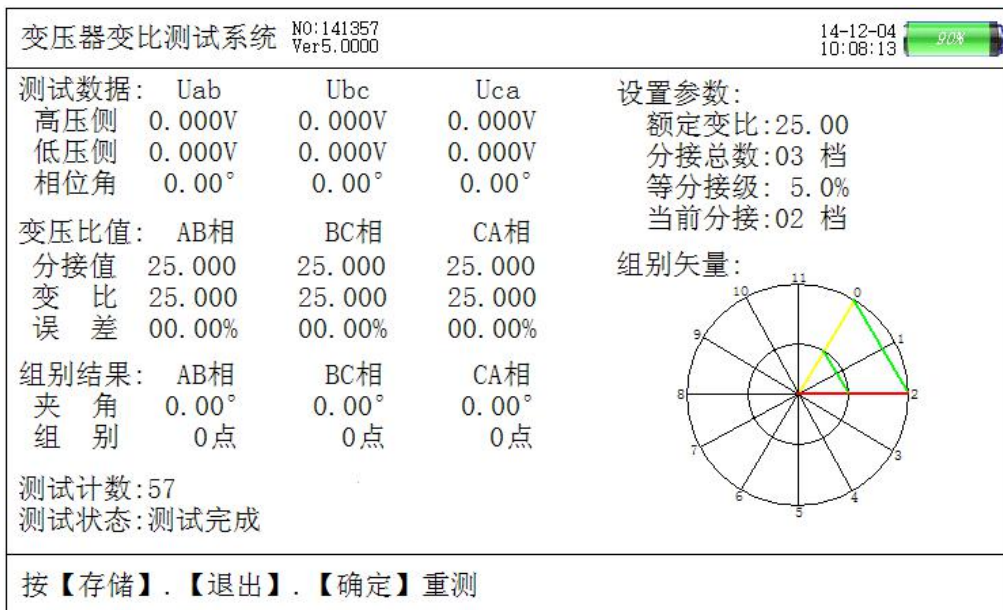 变压器变比测试系统 NO:141357
Ver5.0000
14-12-04
10:08:13
90%
测试数据: Uab Ubc Uca
高压侧 0.000V 0.000V 0.000V
低压侧 0.000V 0.000V 0.000V
相位角 0.00° 0.00° 0.00°
变压比值: AB相 BC相 CA相
分接值 25.000 25.000 25.000
变 比 25.000 25.000 25.000
误 差 00.00% 00.00% 00.00%
组别结果: AB相 BC相 CA相
夹 角 0.00° 0.00° 0.00°
组 别 0点 0点 0点
测试计数:57
测试状态:测试完成
设置参数:
额定变比:25.00
分接总数:03 档
等分接级: 5.0%
当前分接:02 档
组别矢量:
11
0
1
2
3
4
5
6
7
8
9
10
按【存储】.【退出】.【确定】重测